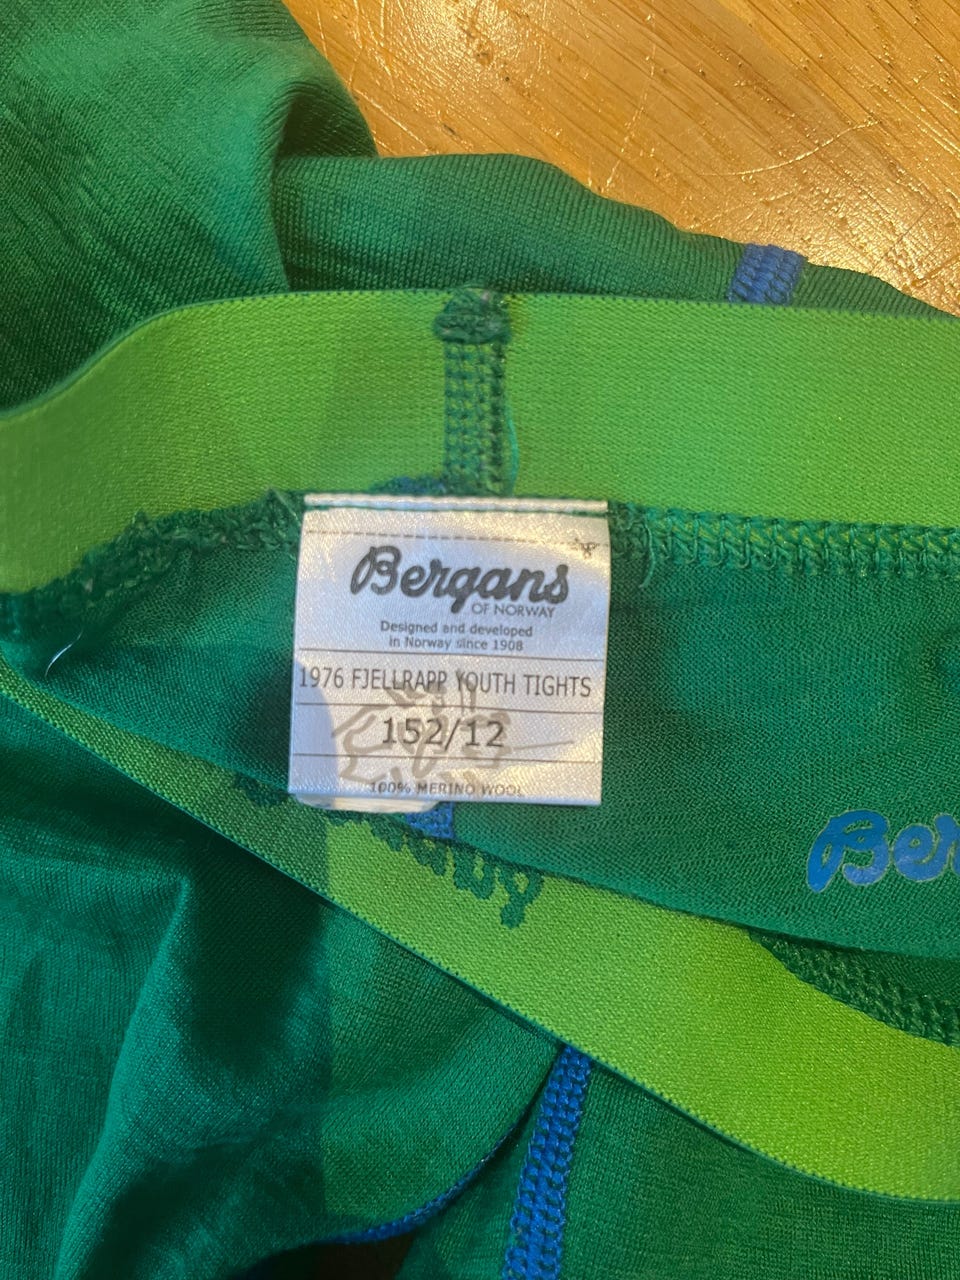 Bergans
OF NORWAY
Designed and developed
in Norway since 1908
1976 FJELLRAPP YOUTH TIGHTS
152/12
100% MERINO WOOL
Ber